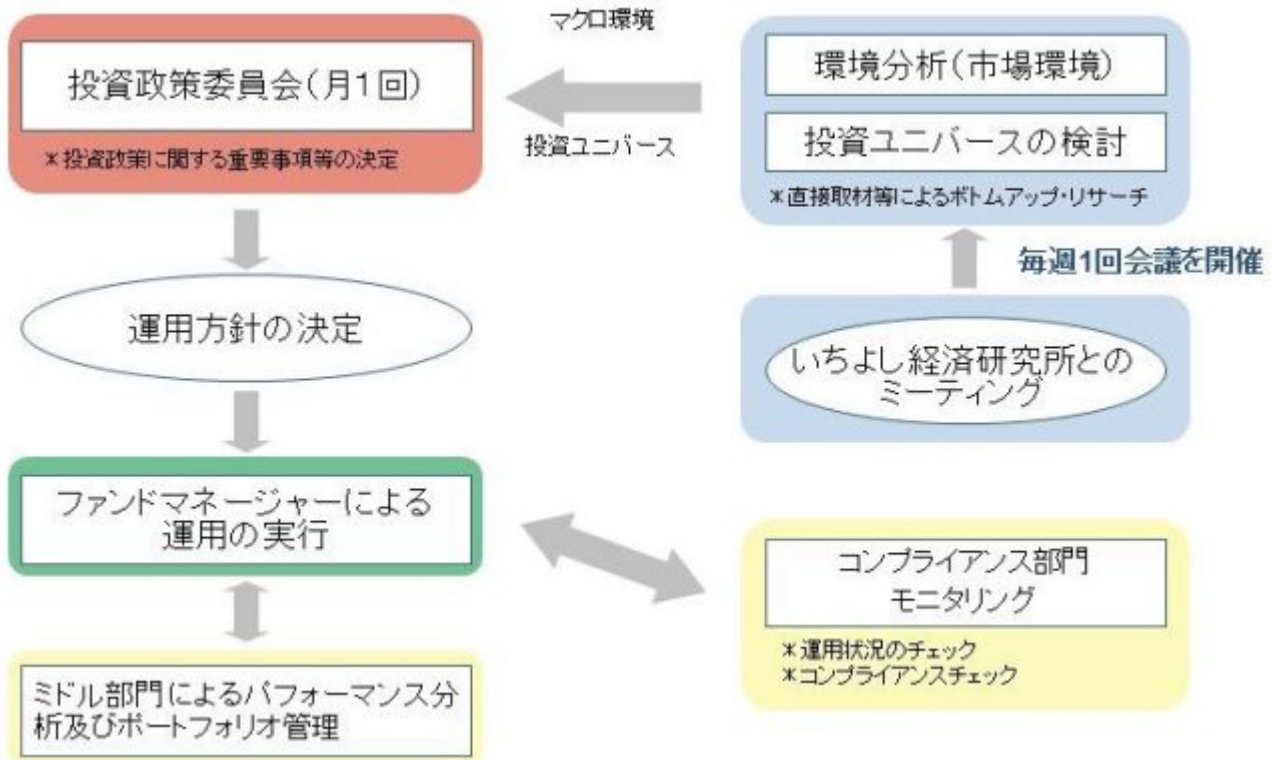 マクロ環境
投資政策委員会(月1回)
*投資政策に関する重要事項等の決定
投資ユニバース
環境分析(市場環境)
投資ユニバースの検討
*直接取材等によるボトムアップ・リサーチ
毎週1回会議を開催
いちよし経済研究所との
ミーティング
運用方針の決定
ファンドマネージャーによる
運用の実行
コンプライアンス部門
モニタリング
*運用状況のチェック
*コンプライアンスチェック
ミドル部門によるパフォーマンス分
析及びポートフォリオ管理